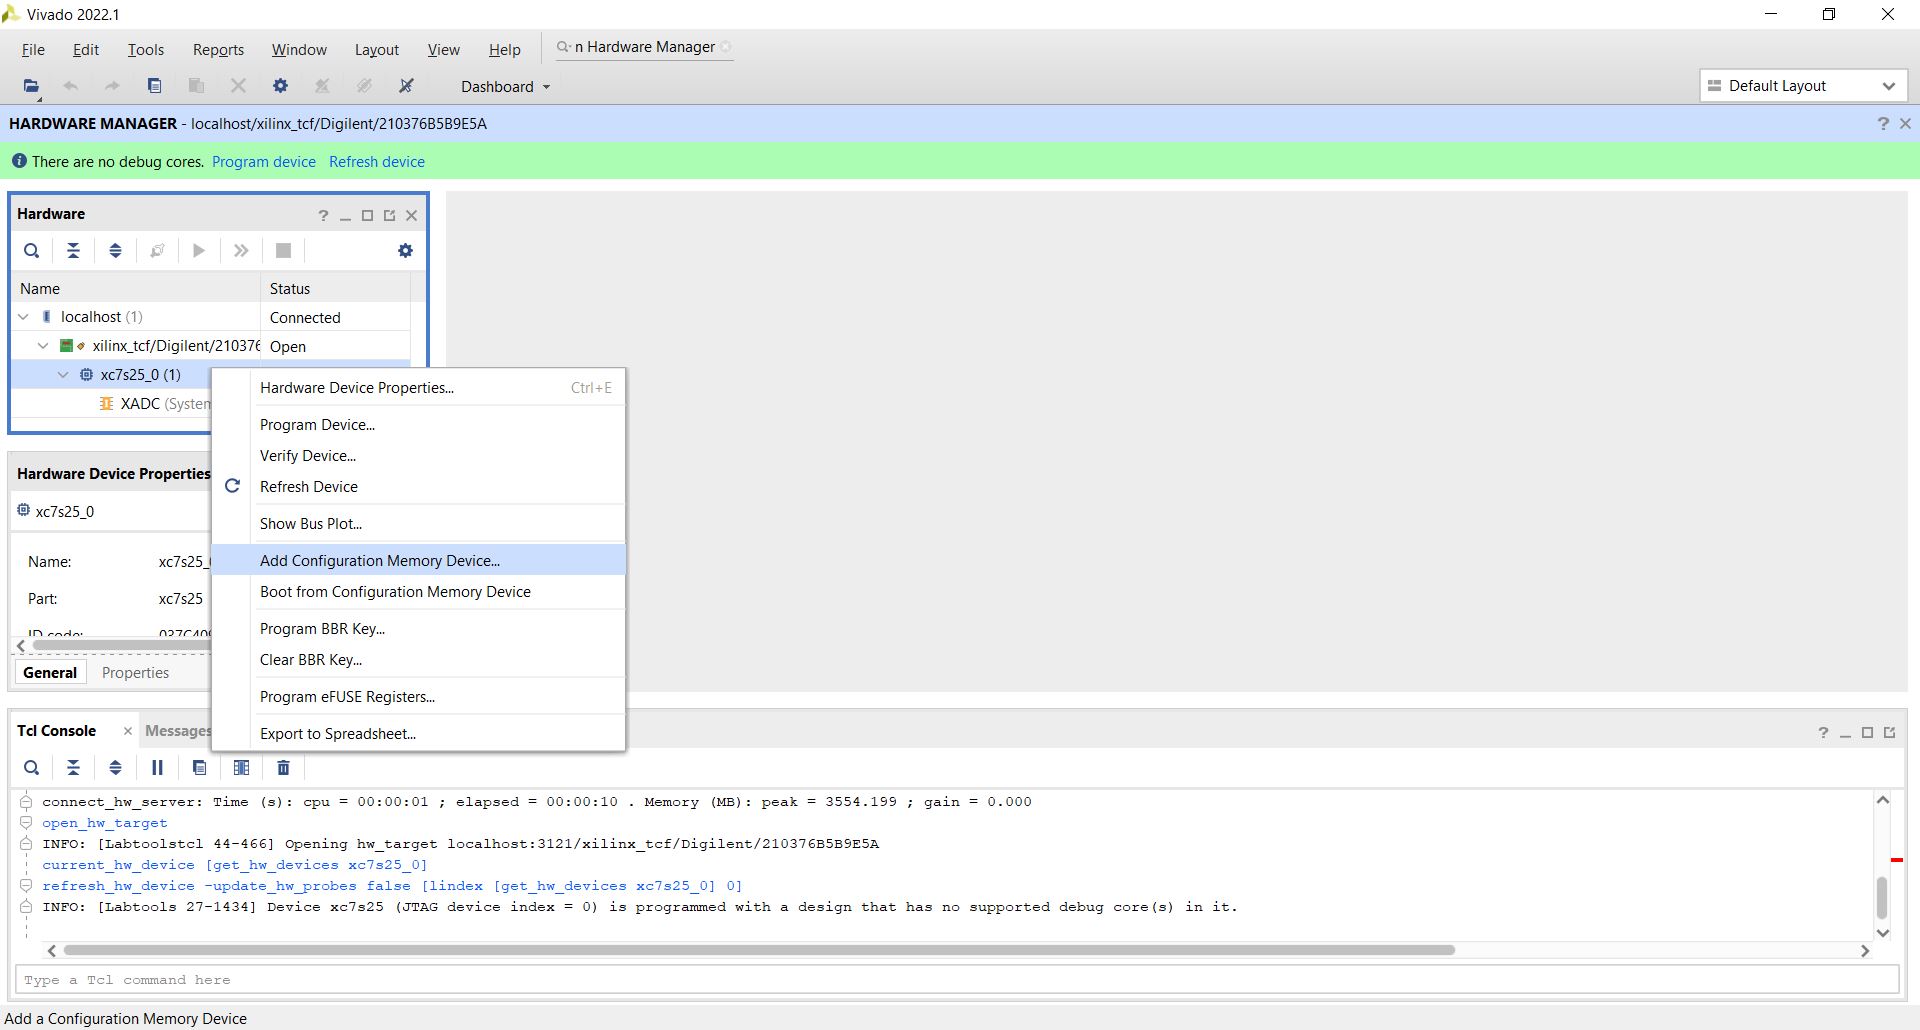 Vivado 2022.1
File Edit Tools Reports Window Layout View Help n Hardware Manager
Dashboard Default Layout
HARDWARE MANAGER - localhost/xilinx_tcf/Digilent/210376B5B9E5A ?
There are no debug cores. Program device Refresh device
Hardware ?
Name Status
localhost (1) Connected
xilinx_tcf/Digilent/210376 Open
xc7s25_0 (1)
XADC (System
Hardware Device Properties... Ctrl+E
Program Device...
Verify Device...
Refresh Device
Show Bus Plot...
Add Configuration Memory Device...
Boot from Configuration Memory Device
Program BBR Key...
Clear BBR Key...
Program eFUSE Registers...
Export to Spreadsheet...
Hardware Device Properties
xc7s25_0
Name: xc7s25_
Part: xc7s25
ID code: 037C409
General Properties
Tcl Console Messages ?
connect_hw_server: Time (s): cpu = 00:00:01 ; elapsed = 00:00:10 . Memory (MB): peak = 3554.199 ; gain = 0.000
open_hw_target
INFO: [Labtoolstcl 44-466] Opening hw_target localhost:3121/xilinx_tcf/Digilent/210376B5B9E5A
current_hw_device [get_hw_devices xc7s25_0]
refresh_hw_device -update_hw_probes false [lindex [get_hw_devices xc7s25_0] 0]
INFO: [Labtools 27-1434] Device xc7s25 (JTAG device index = 0) is programmed with a design that has no supported debug core(s) in it.
Type a Tcl command here
Add a Configuration Memory Device